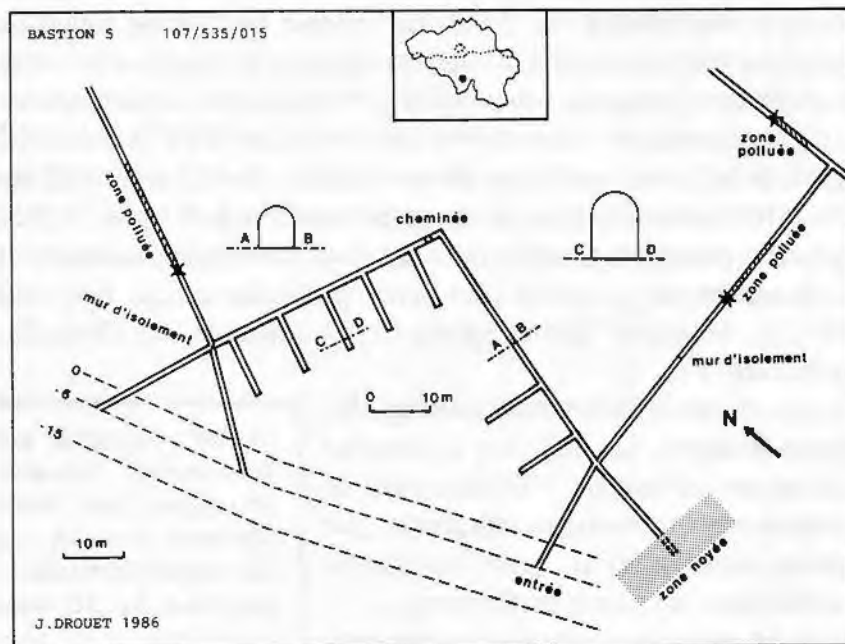 BASTION 5 107/535/015
zone polluée
zone polluée
A B
cheminée
C D
zone polluée
mur d'isolement
C D
A B
mur d'isolement
0
-6
-15
0 10m
N
10m
entrée
zone noyée
J.DROUET 1986